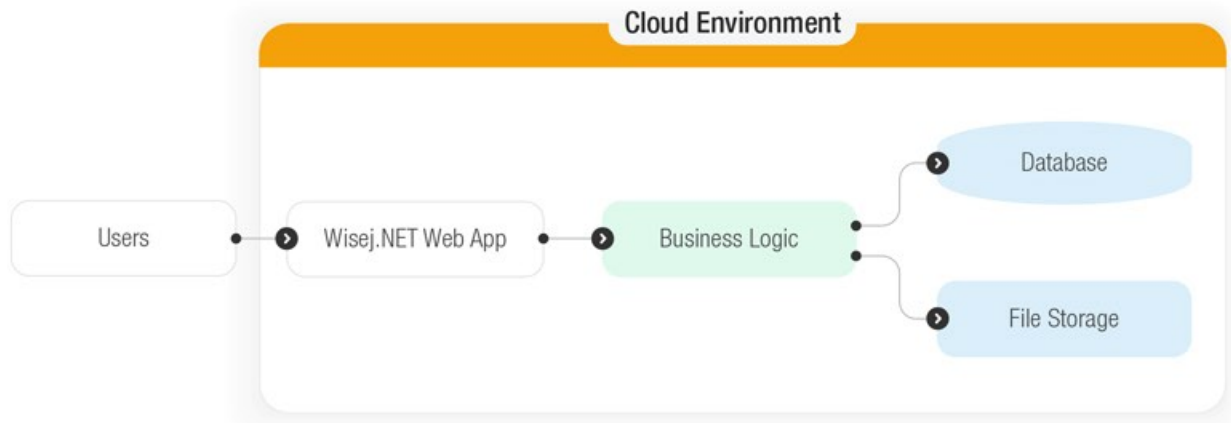 Cloud Environment
Users
Wisej.NET Web App
Business Logic
Database
File Storage